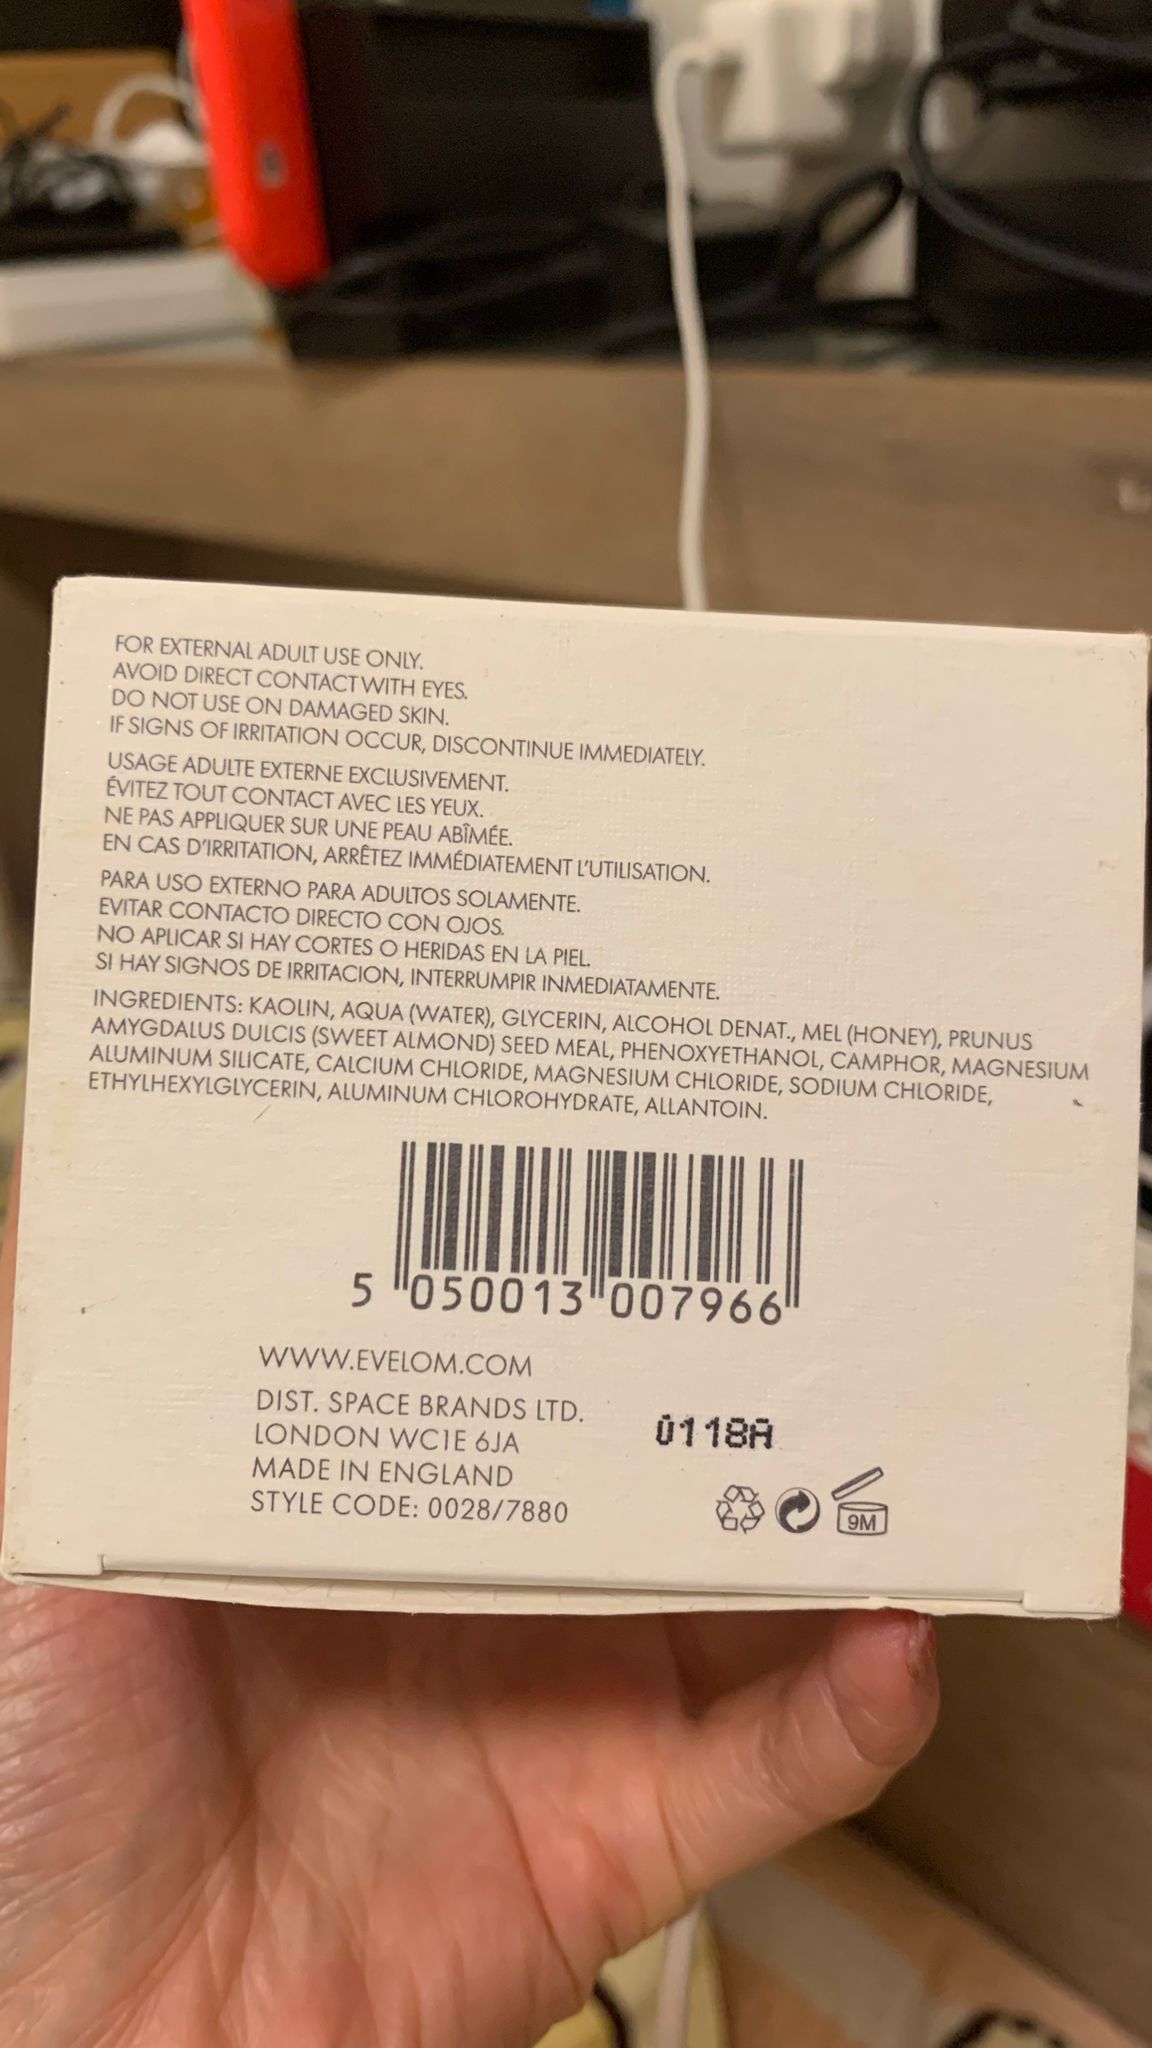 FOR EXTERNAL ADULT USE ONLY.
AVOID DIRECT CONTACT WITH EYES.
DO NOT USE ON DAMAGED SKIN.
IF SIGNS OF IRRITATION OCCUR, DISCONTINUE IMMEDIATELY.
USAGE ADULTE EXTERNE EXCLUSIVEMENT.
ÉVITEZ TOUT CONTACT AVEC LES YEUX.
NE PAS APPLIQUER SUR UNE PEAU ABÎMÉE.
EN CAS D'IRRITATION, ARRÊTEZ IMMÉDIATEMENT L'UTILISATION.
PARA USO EXTERNO PARA ADULTOS SOLAMENTE.
EVITAR CONTACTO DIRECTO CON OJOS.
NO APLICAR SI HAY CORTES O HERIDAS EN LA PIEL.
SI HAY SIGNOS DE IRRITACION, INTERRUMPIR INMEDIATAMENTE.
INGREDIENTS: KAOLIN, AQUA (WATER), GLYCERIN, ALCOHOL DENAT., MEL (HONEY), PRUNUS
AMYGDALUS DULCIS (SWEET ALMOND) SEED MEAL, PHENOXYETHANOL, CAMPHOR, MAGNESIUM
ALUMINUM SILICATE, CALCIUM CHLORIDE, MAGNESIUM CHLORIDE, SODIUM CHLORIDE,
ETHYLHEXYLGLYCERIN, ALUMINUM CHLOROHYDRATE, ALLANTOIN.
5 050013 007966
WWW.EVELOM.COM
DIST. SPACE BRANDS LTD.
LONDON WC1E 6JA
MADE IN ENGLAND
STYLE CODE: 0028/7880
0118A
9M